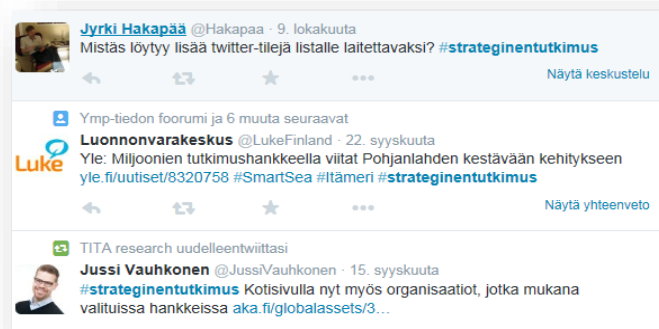 Jyrki Hakapää @Hakapaa · 9. lokakuuta
Mistäs löytyy lisää twitter-tilejä listalle laitettavaksi? #strateginentutkimus
Näytä keskustelu
Ymp-tiedon foorumi ja 6 muuta seuraavat
Luonnonvarakeskus @LukeFinland · 22. syyskuuta
Luke
Yle: Miljoonien tutkimushankkeella viitat Pohjanlahden kestävään kehitykseen
yle.fi/uutiset/8320758 #SmartSea #Itämeri #strateginentutkimus
Näytä yhteenveto
TITA research uudelleentwiittasi
Jussi Vauhkonen @JussiVauhkonen · 15. syyskuuta
#strateginentutkimus Kotisivulla nyt myös organisaatiot, jotka mukana
valituissa hankkeissa aka.fi/globalassets/3…